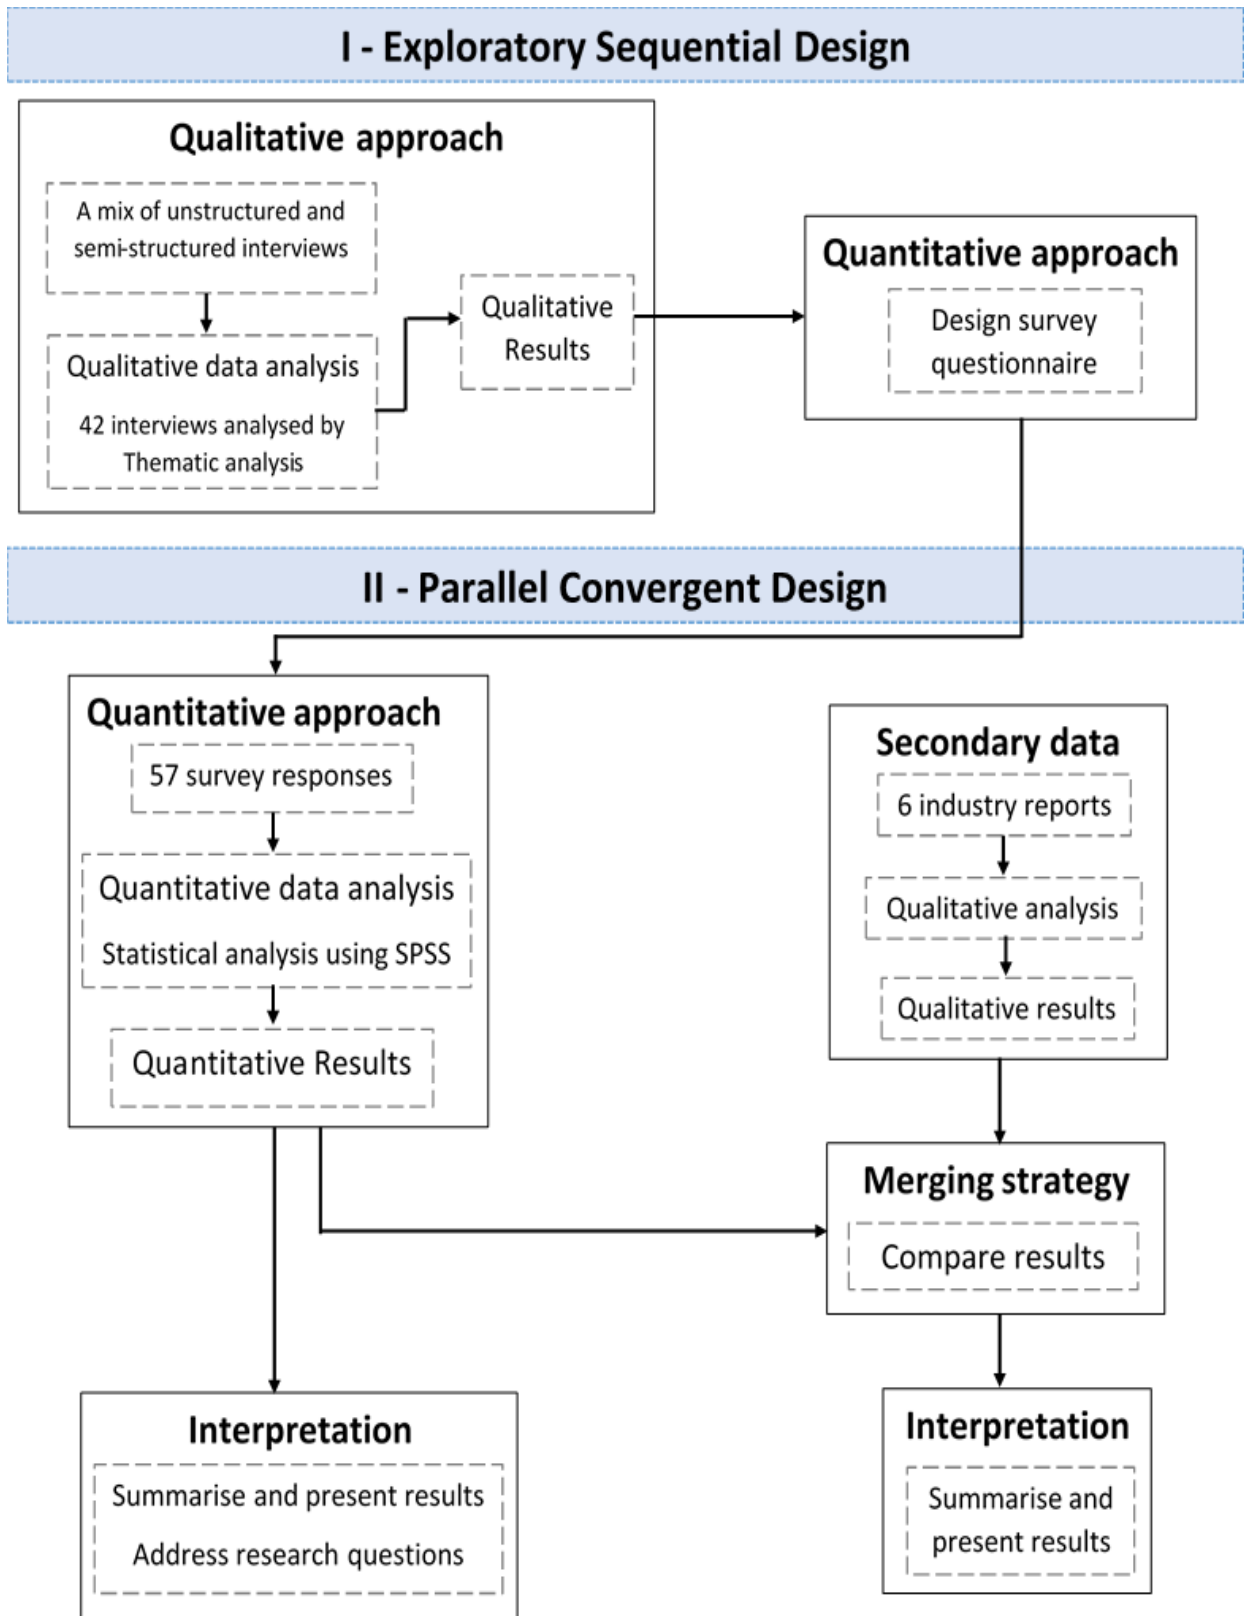 I - Exploratory Sequential Design
Qualitative approach
A mix of unstructured and
semi-structured interviews
Qualitative data analysis
42 interviews analysed by
Thematic analysis
Qualitative
Results
Quantitative approach
Design survey
questionnaire
II - Parallel Convergent Design
Quantitative approach
57 survey responses
Quantitative data analysis
Statistical analysis using SPSS
Quantitative Results
Secondary data
6 industry reports
Qualitative analysis
Qualitative results
Merging strategy
Compare results
Interpretation
Summarise and present results
Address research questions
Interpretation
Summarise and
present results